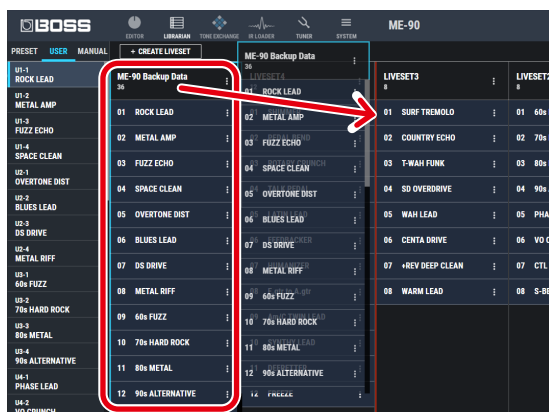 BOSS
EDITOR
LIBRARIAN
TONE EXCHANGE
IR LOADER
TUNER
SYSTEM
ME-90
PRESET USER MANUAL
+ CREATE LIVESET
U1-1
ROCK LEAD
U1-2
METAL AMP
U1-3
FUZZ ECHO
U1-4
SPACE CLEAN
U2-1
OVERTONE DIST
U2-2
BLUES LEAD
U2-3
DS DRIVE
U2-4
METAL RIFF
U3-1
60s FUZZ
U3-2
70s HARD ROCK
U3-3
80s METAL
U3-4
90s ALTERNATIVE
U4-1
PHASE LEAD
U4-2
VO CRUNCH
ME-90 Backup Data
36
01 ROCK LEAD
02 METAL AMP
03 FUZZ ECHO
04 SPACE CLEAN
05 OVERTONE DIST
06 BLUES LEAD
07 DS DRIVE
08 METAL RIFF
09 60s FUZZ
10 70s HARD ROCK
11 80s METAL
12 90s ALTERNATIVE
ME-90 Backup Data
36
LIVESET4
01 ROCK LEAD
02 METAL AMP
03 FUZZ ECHO
04 SPACE CLEAN
05 OVERTONE DIST
06 BLUES LEAD
07 DS DRIVE
08 METAL RIFF
09 60s FUZZ
10 70s HARD ROCK
11 80s METAL
12 90s ALTERNATIVE
12 FREEZE
LIVESET3
8
01 SURF TREMOLO
02 COUNTRY ECHO
03 T-WAH FUNK
04 SD OVERDRIVE
05 WAH LEAD
06 CENTA DRIVE
07 +REV DEEP CLEAN
08 WARM LEAD
LIVESET2
8
01 60s
02 70s
03 80s
04 90s
05 PHA
06 VO C
07 CTL
08 S-BE